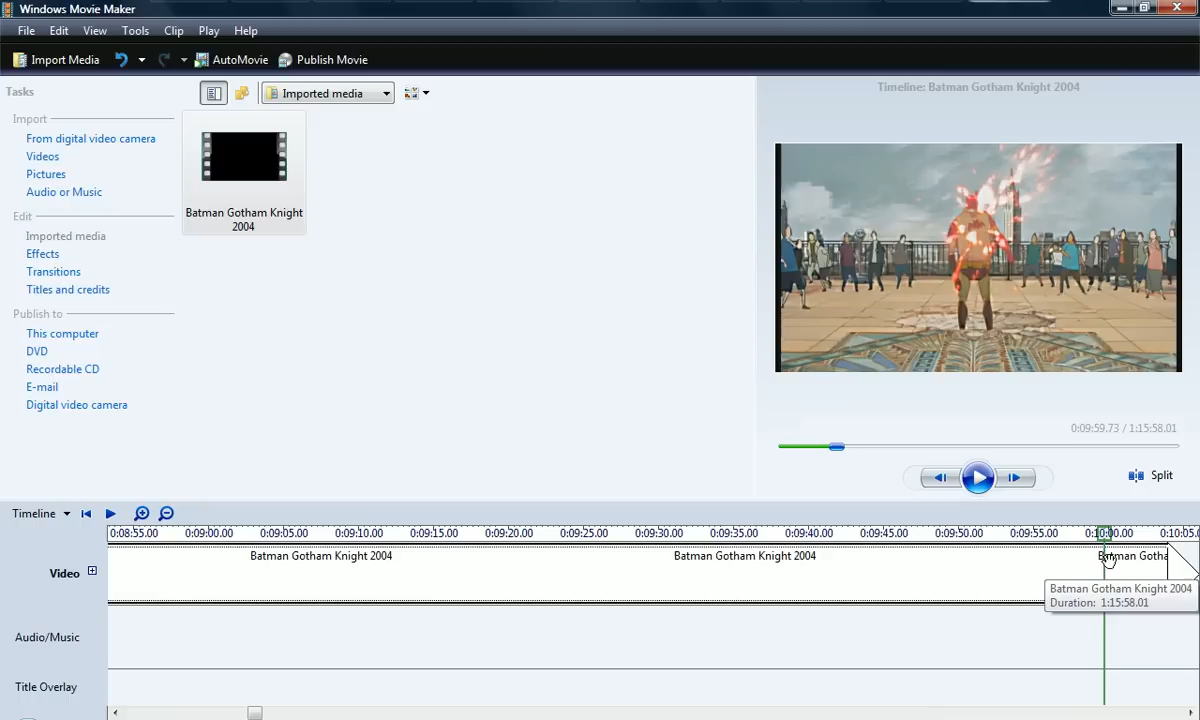 Windows Movie Maker
File Edit View Tools Clip Play Help
Import Media AutoMovie Publish Movie
Tasks
Imported media
Timeline: Batman Gotham Knight 2004
Import
From digital video camera
Videos
Pictures
Audio or Music
Edit
Imported media
Effects
Transitions
Titles and credits
Publish to
This computer
DVD
Recordable CD
E-mail
Digital video camera
Batman Gotham Knight
2004
0:09:59.73 / 1:15:58.01
Split
Timeline
0:08:55.00 0:09:00.00 0:09:05.00 0:09:10.00 0:09:15.00 0:09:20.00 0:09:25.00 0:09:30.00 0:09:35.00 0:09:40.00 0:09:45.00 0:09:50.00 0:09:55.00 0:10:00.00 0:10:05.
Video
Batman Gotham Knight 2004 Batman Gotham Knight 2004 Batman Gotha
Batman Gotham Knight 2004
Duration: 1:15:58.01
Audio/Music
Title Overlay